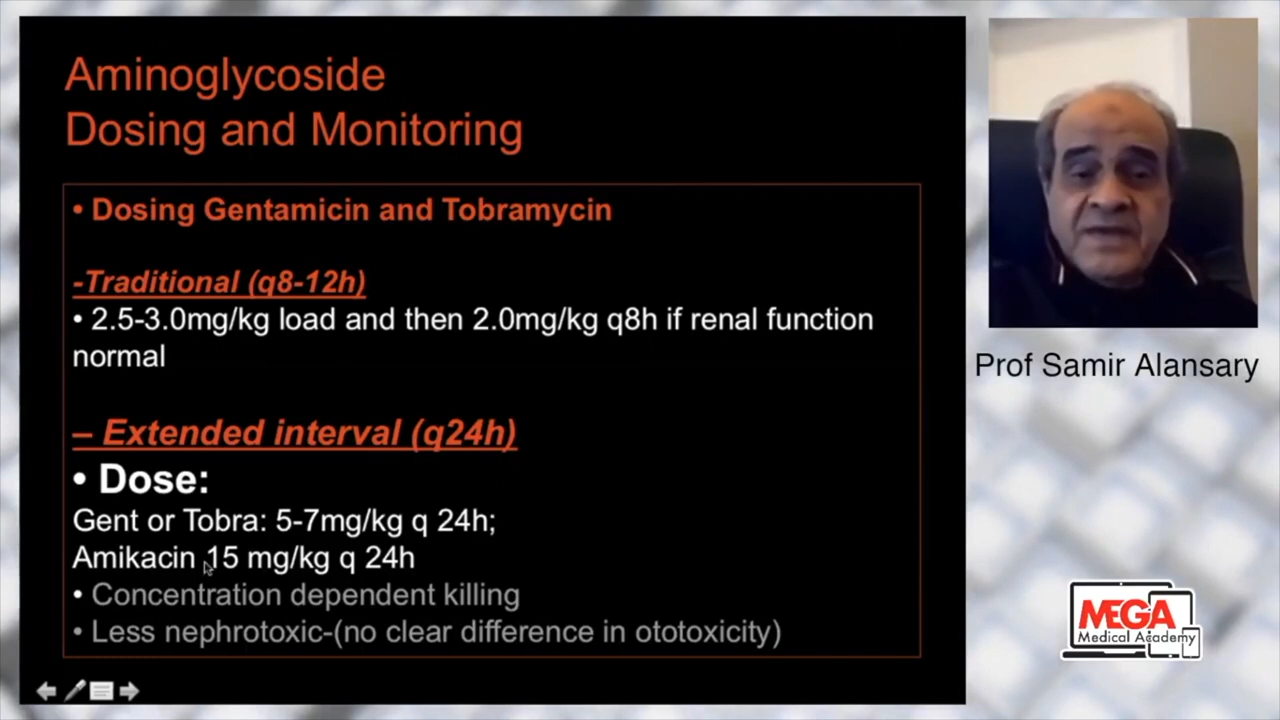 Aminoglycoside
Dosing and Monitoring
• Dosing Gentamicin and Tobramycin
-Traditional (q8-12h)
• 2.5-3.0mg/kg load and then 2.0mg/kg q8h if renal function
normal
– Extended interval (q24h)
• Dose:
Gent or Tobra: 5-7mg/kg q 24h;
Amikacin 15 mg/kg q 24h
• Concentration dependent killing
• Less nephrotoxic-(no clear difference in ototoxicity)
Prof Samir Alansary
MEGA
Medical Academy